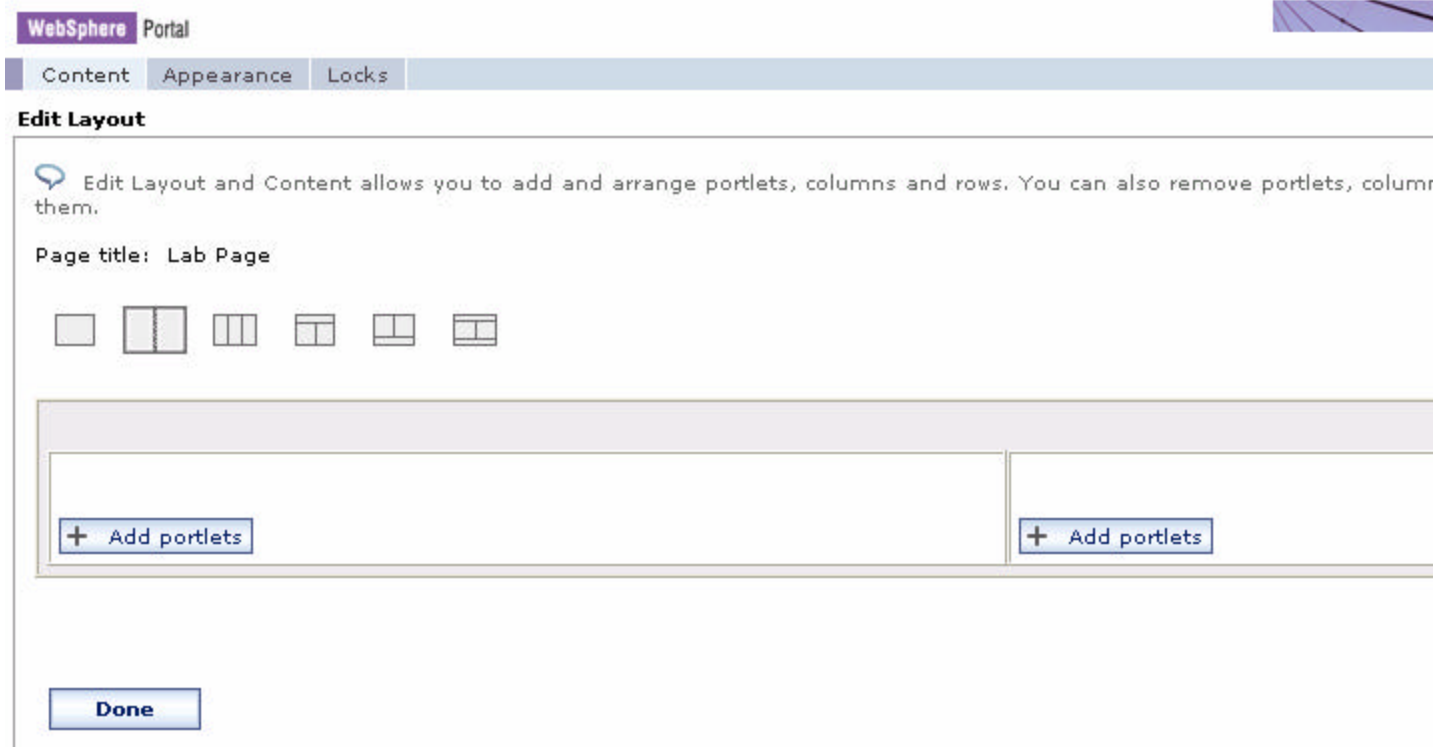 WebSphere Portal
Content Appearance Locks
Edit Layout
Edit Layout and Content allows you to add and arrange portlets, columns and rows. You can also remove portlets,
them.
Page title: Lab Page
+ Add portlets + Add portlets
Done